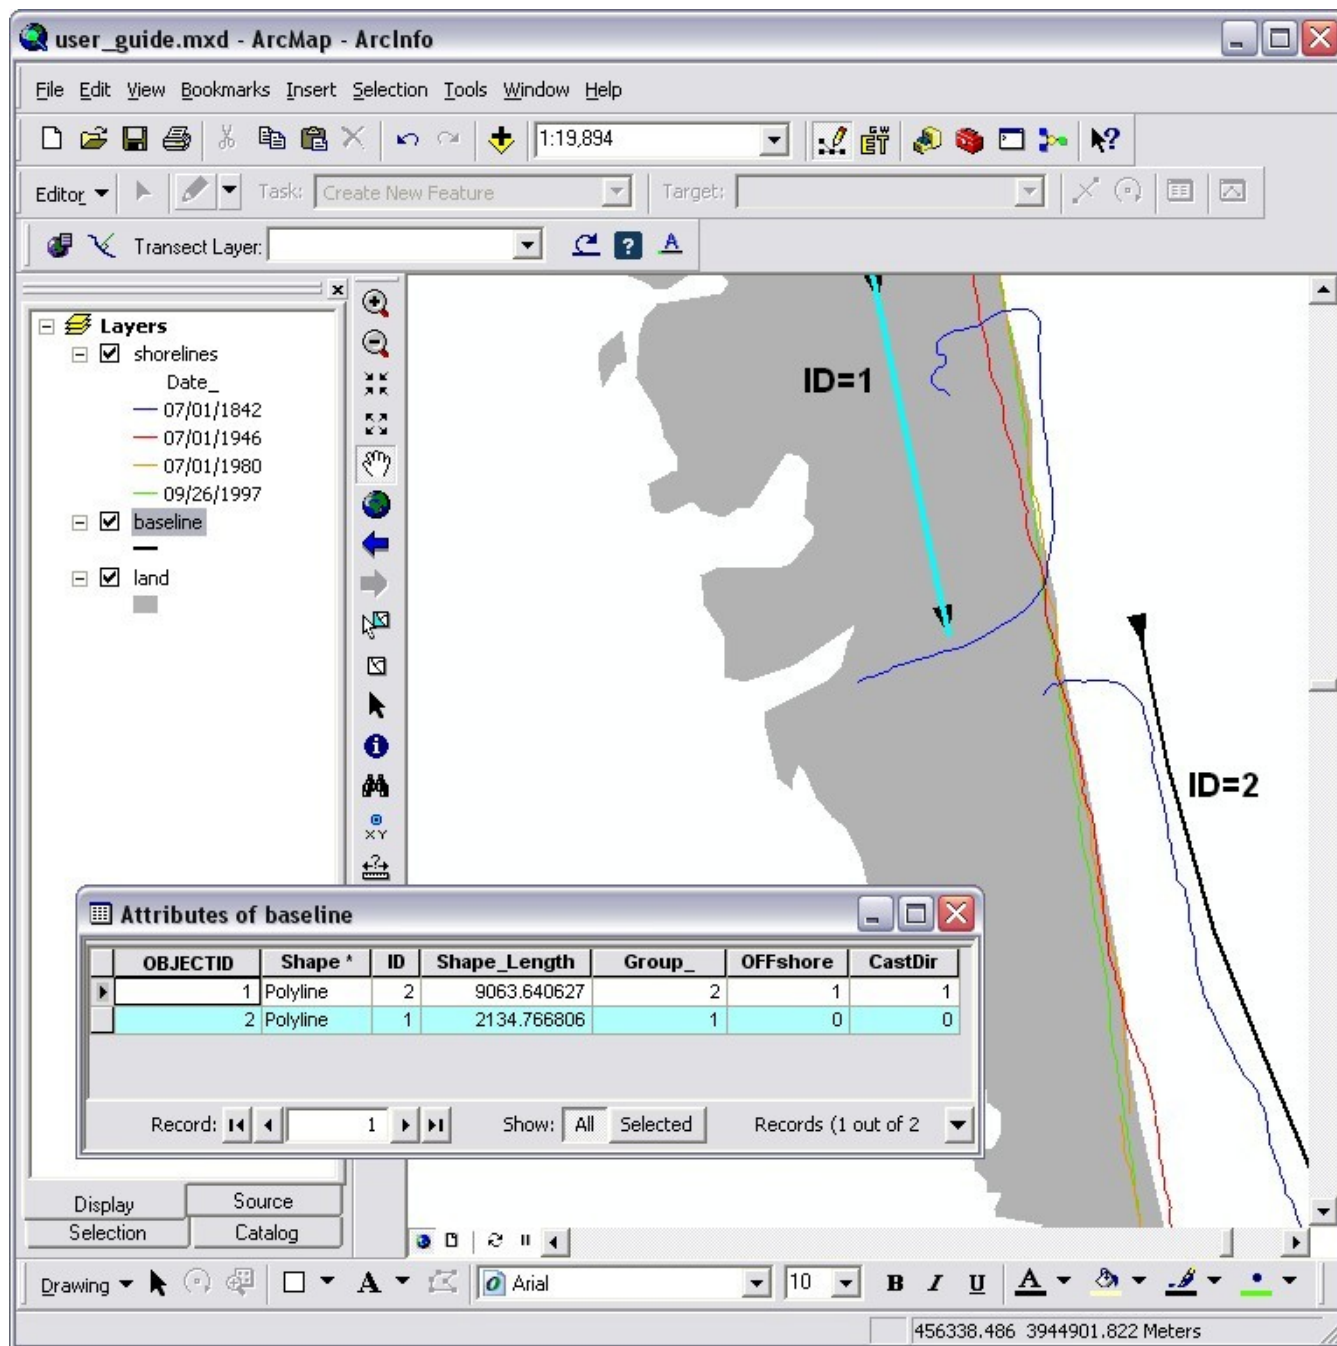 user_guide.mxd - ArcMap - ArcInfo
File Edit View Bookmarks Insert Selection Tools Window Help
1:19,894
Editor Task: Create New Feature Target:
Transect Layer:
Layers
shorelines
Date_
07/01/1842
07/01/1946
07/01/1980
09/26/1997
baseline
land
ID=1
ID=2
Attributes of baseline
OBJECTID Shape * ID Shape_Length Group_ OFFshore CastDir
1 Polyline 2 9063.640627 2 1 1
2 Polyline 1 2134.766806 1 0 0
Record: 1 Show: All Selected Records (1 out of 2
Display Source
Selection Catalog
Drawing A Arial 10 B I U A
456338.486 3944901.822 Meters